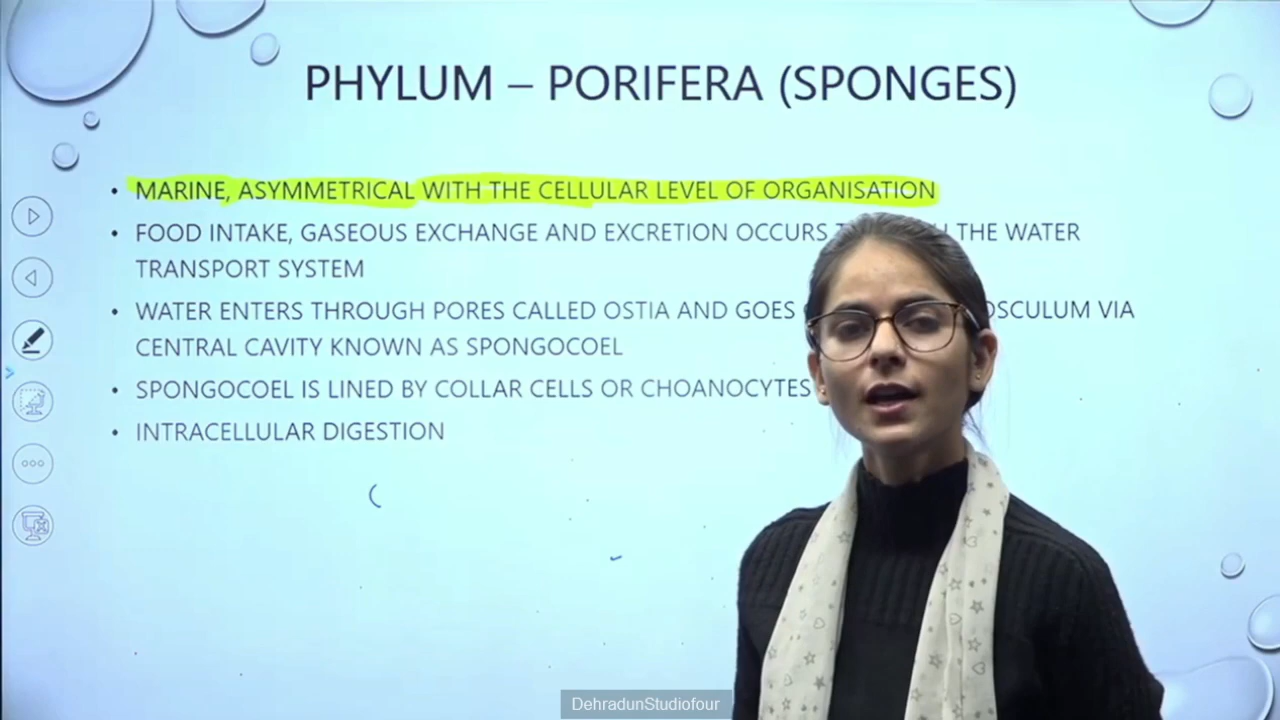 PHYLUM – PORIFERA (SPONGES)
• MARINE, ASYMMETRICAL WITH THE CELLULAR LEVEL OF ORGANISATION
• FOOD INTAKE, GASEOUS EXCHANGE AND EXCRETION OCCURS THE WATER
TRANSPORT SYSTEM
• WATER ENTERS THROUGH PORES CALLED OSTIA AND GOES OSCULUM VIA
CENTRAL CAVITY KNOWN AS SPONGOCOEL
• SPONGOCOEL IS LINED BY COLLAR CELLS OR CHOANOCYTES
• INTRACELLULAR DIGESTION
DehradunStudiofour